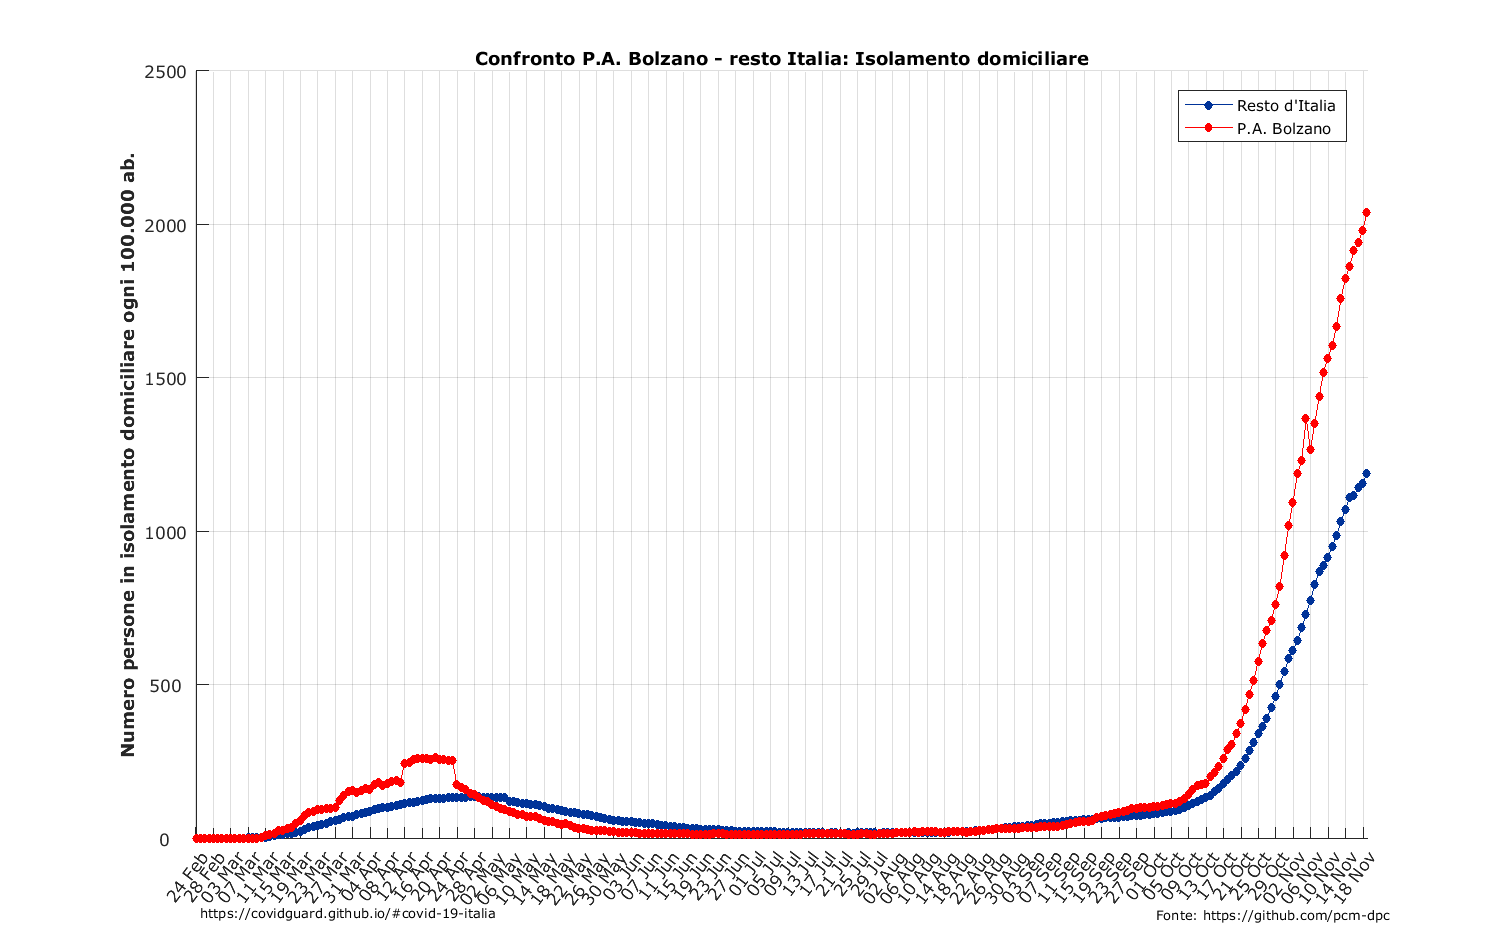 Confronto P.A. Bolzano - resto Italia: Isolamento domiciliare
Resto d'Italia
P.A. Bolzano
Numero persone in isolamento domiciliare ogni 100.000 ab.
2500
2000
1500
1000
500
0
24 Feb
28 Feb
03 Mar
07 Mar
11 Mar
15 Mar
19 Mar
23 Mar
27 Mar
31 Mar
04 Apr
08 Apr
12 Apr
16 Apr
20 Apr
24 Apr
28 Apr
02 May
06 May
10 May
14 May
18 May
22 May
26 May
30 May
03 Jun
07 Jun
11 Jun
15 Jun
19 Jun
23 Jun
27 Jun
01 Jul
05 Jul
09 Jul
13 Jul
17 Jul
21 Jul
25 Jul
29 Jul
02 Aug
06 Aug
10 Aug
14 Aug
18 Aug
22 Aug
26 Aug
30 Aug
03 Sep
07 Sep
11 Sep
15 Sep
19 Sep
23 Sep
27 Sep
01 Oct
05 Oct
09 Oct
13 Oct
17 Oct
21 Oct
25 Oct
29 Oct
02 Nov
06 Nov
10 Nov
14 Nov
18 Nov
https://covidguard.github.io/#covid-19-italia
Fonte: https://github.com/pcm-dpc